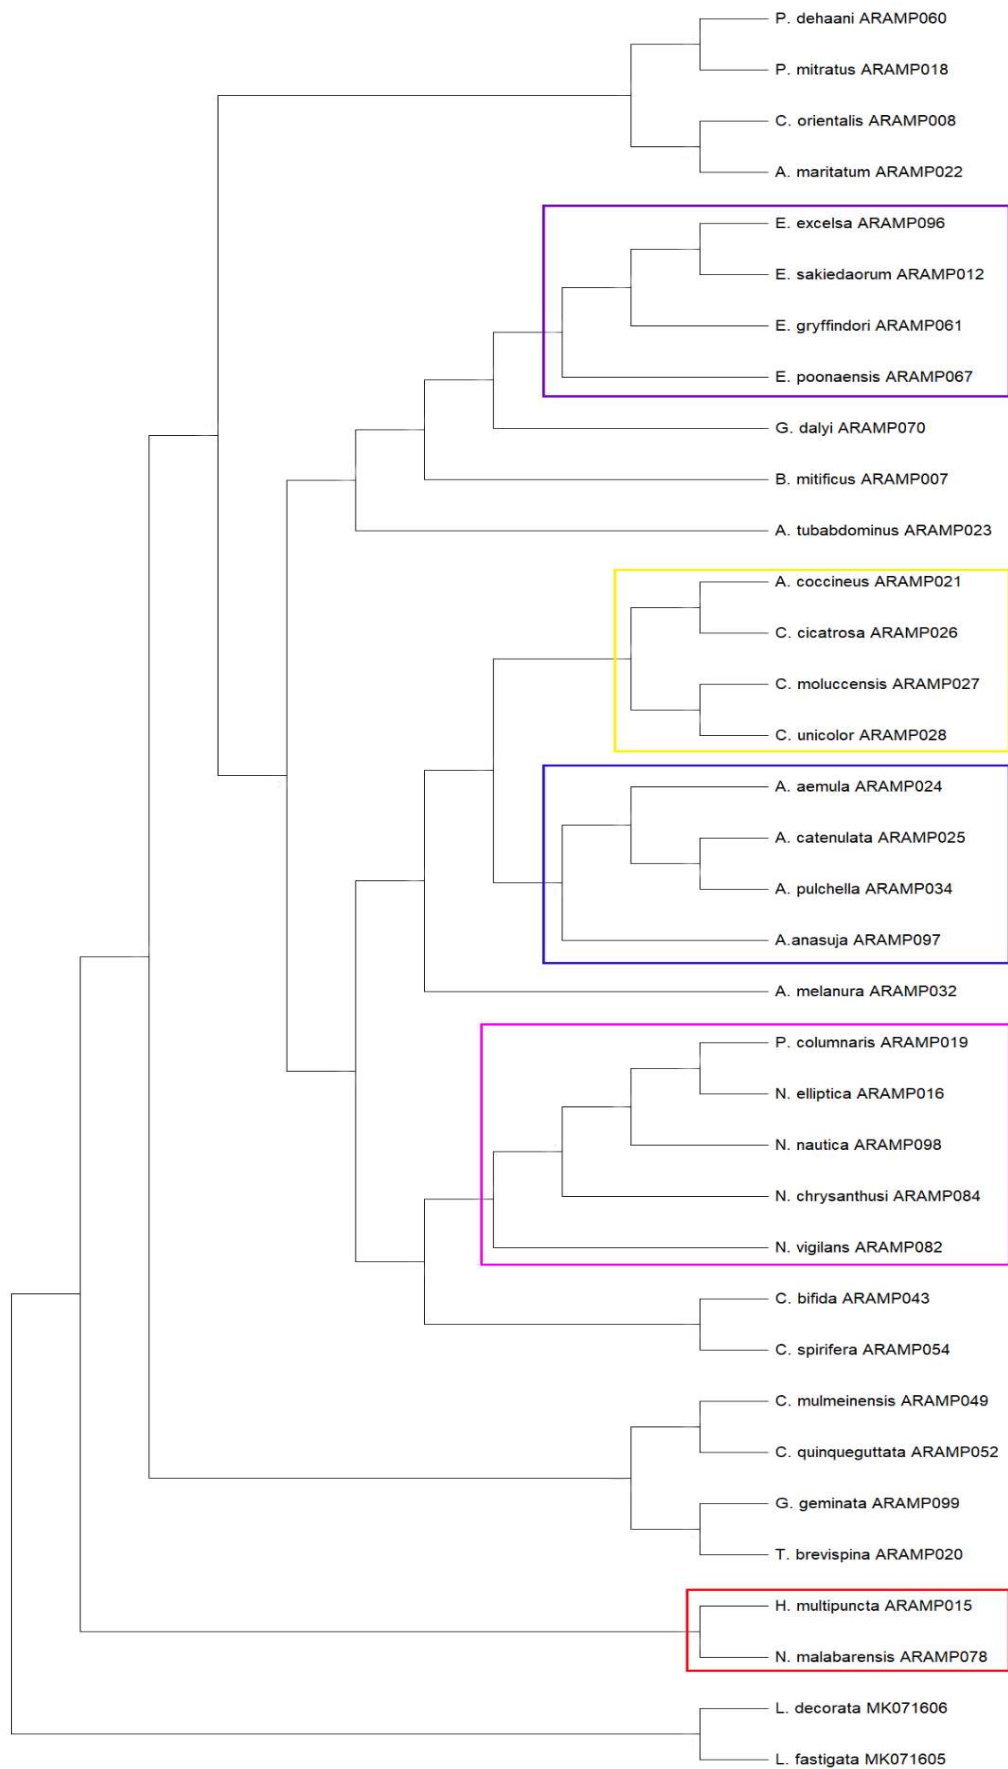 P. dehaani ARAMP060
P. mitratus ARAMP018
C. orientalis ARAMP008
A. maritatum ARAMP022
E. excelsa ARAMP096
E. sakiedaorum ARAMP012
E. gryffindori ARAMP061
E. poonaensis ARAMP067
G. dalyi ARAMP070
B. mitificus ARAMP007
A. tubabdominus ARAMP023
A. coccineus ARAMP021
C. cicatrosa ARAMP026
C. moluccensis ARAMP027
C. unicolor ARAMP028
A. aemula ARAMP024
A. catenulata ARAMP025
A. pulchella ARAMP034
A.anasuja ARAMP097
A. melanura ARAMP032
P. columnaris ARAMP019
N. elliptica ARAMP016
N. nautica ARAMP098
N. chrysanthusi ARAMP084
N. vigilans ARAMP082
C. bifida ARAMP043
C. spirifera ARAMP054
C. mulmeinensis ARAMP049
C. quinqueguttata ARAMP052
G. geminata ARAMP099
T. brevispina ARAMP020
H. multipuncta ARAMP015
N. malabarensis ARAMP078
L. decorata MK071606
L. fastigata MK071605